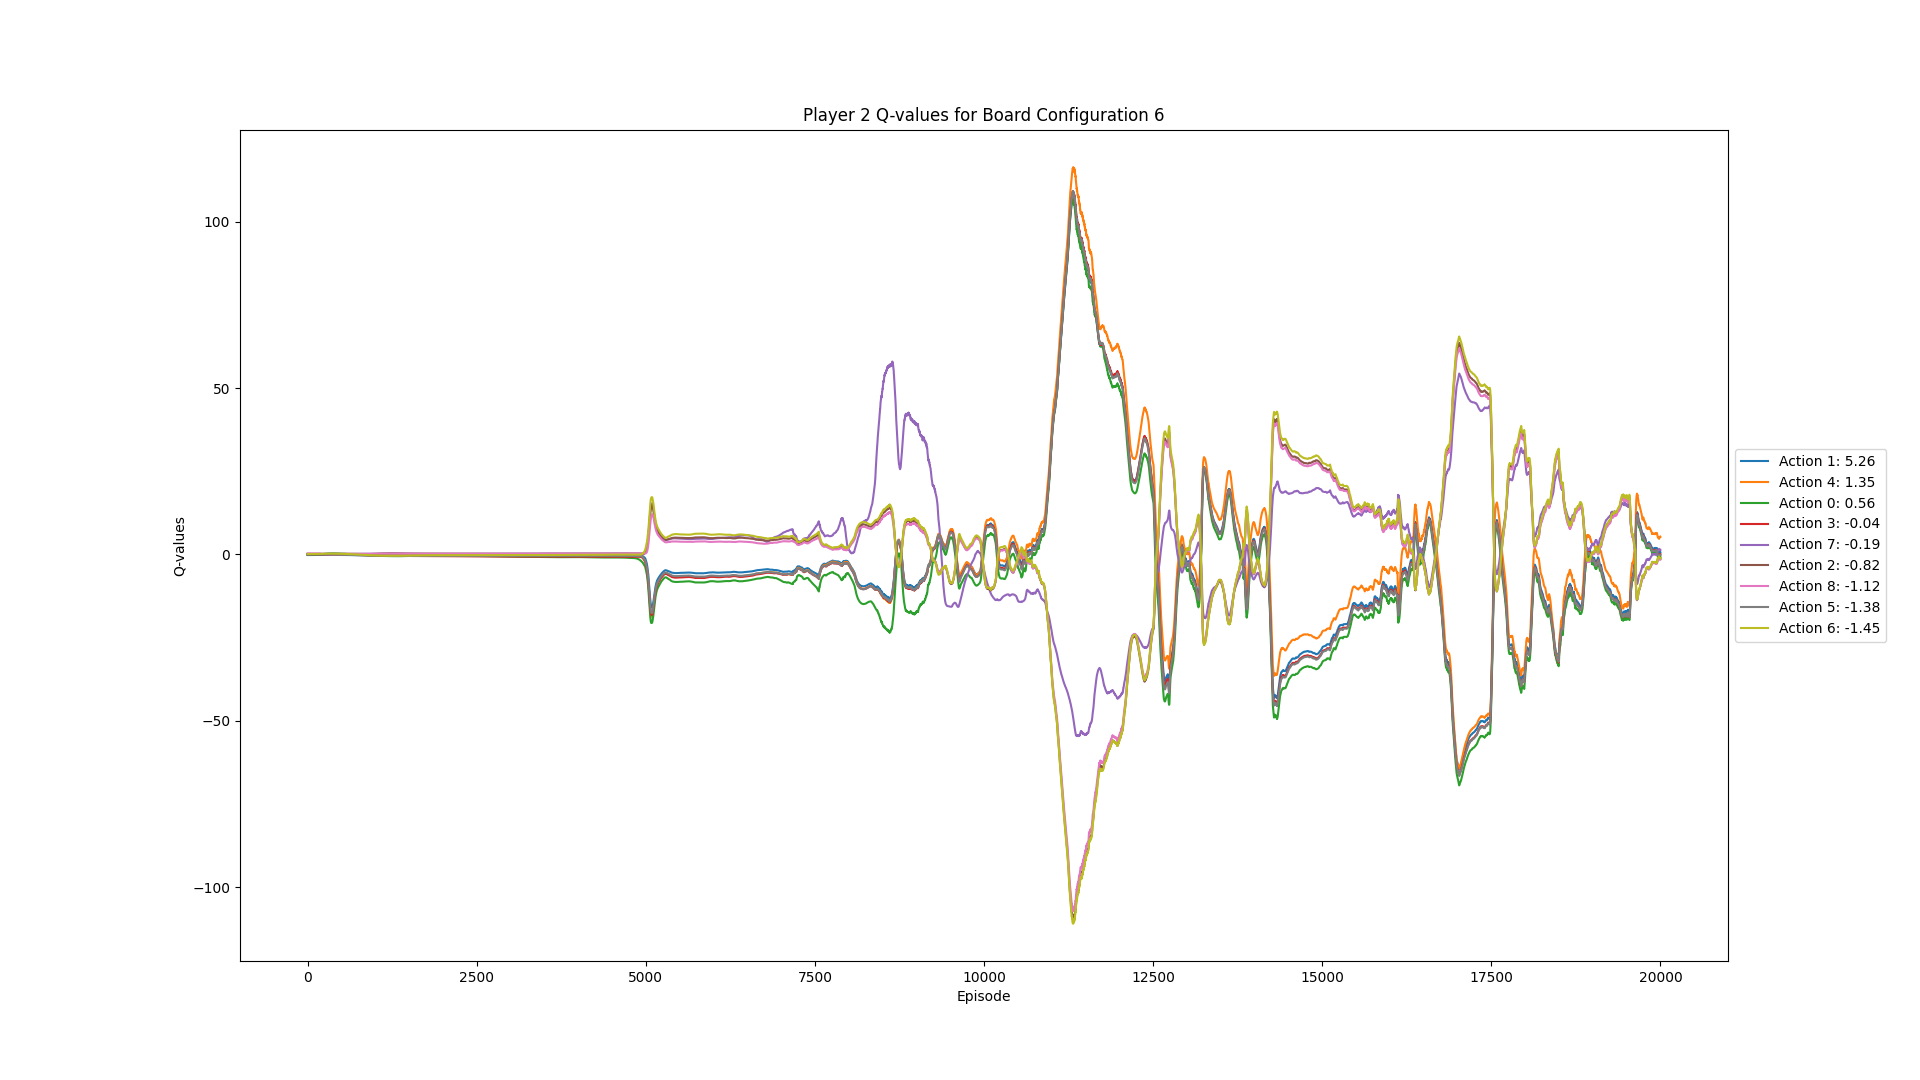 Player 2 Q-values for Board Configuration 6
100
50
0
−50
−100
Q-values
0
2500
5000
7500
10000
12500
15000
17500
20000
Episode
Action 1: 5.26
Action 4: 1.35
Action 0: 0.56
Action 3: -0.04
Action 7: -0.19
Action 2: -0.82
Action 8: -1.12
Action 5: -1.38
Action 6: -1.45